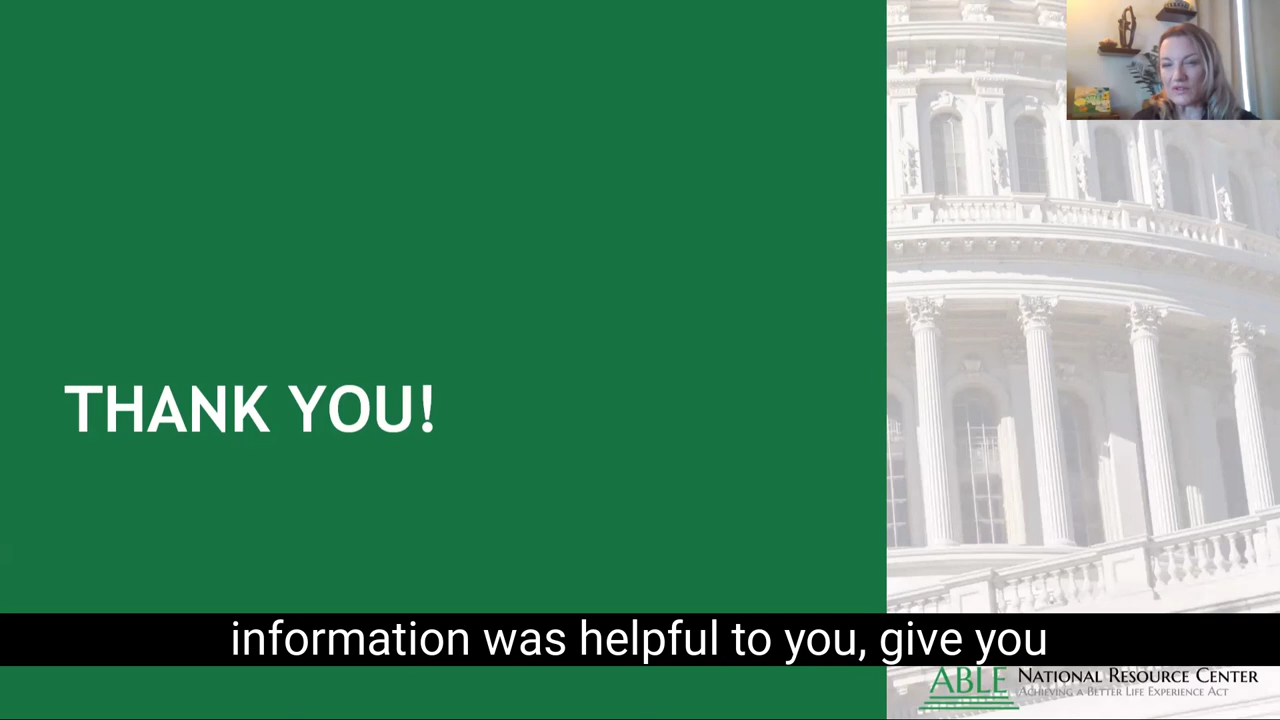 THANK YOU!
information was helpful to you, give you
ABLE NATIONAL RESOURCE CENTER
ACHIEVING A BETTER LIFE EXPERIENCE ACT